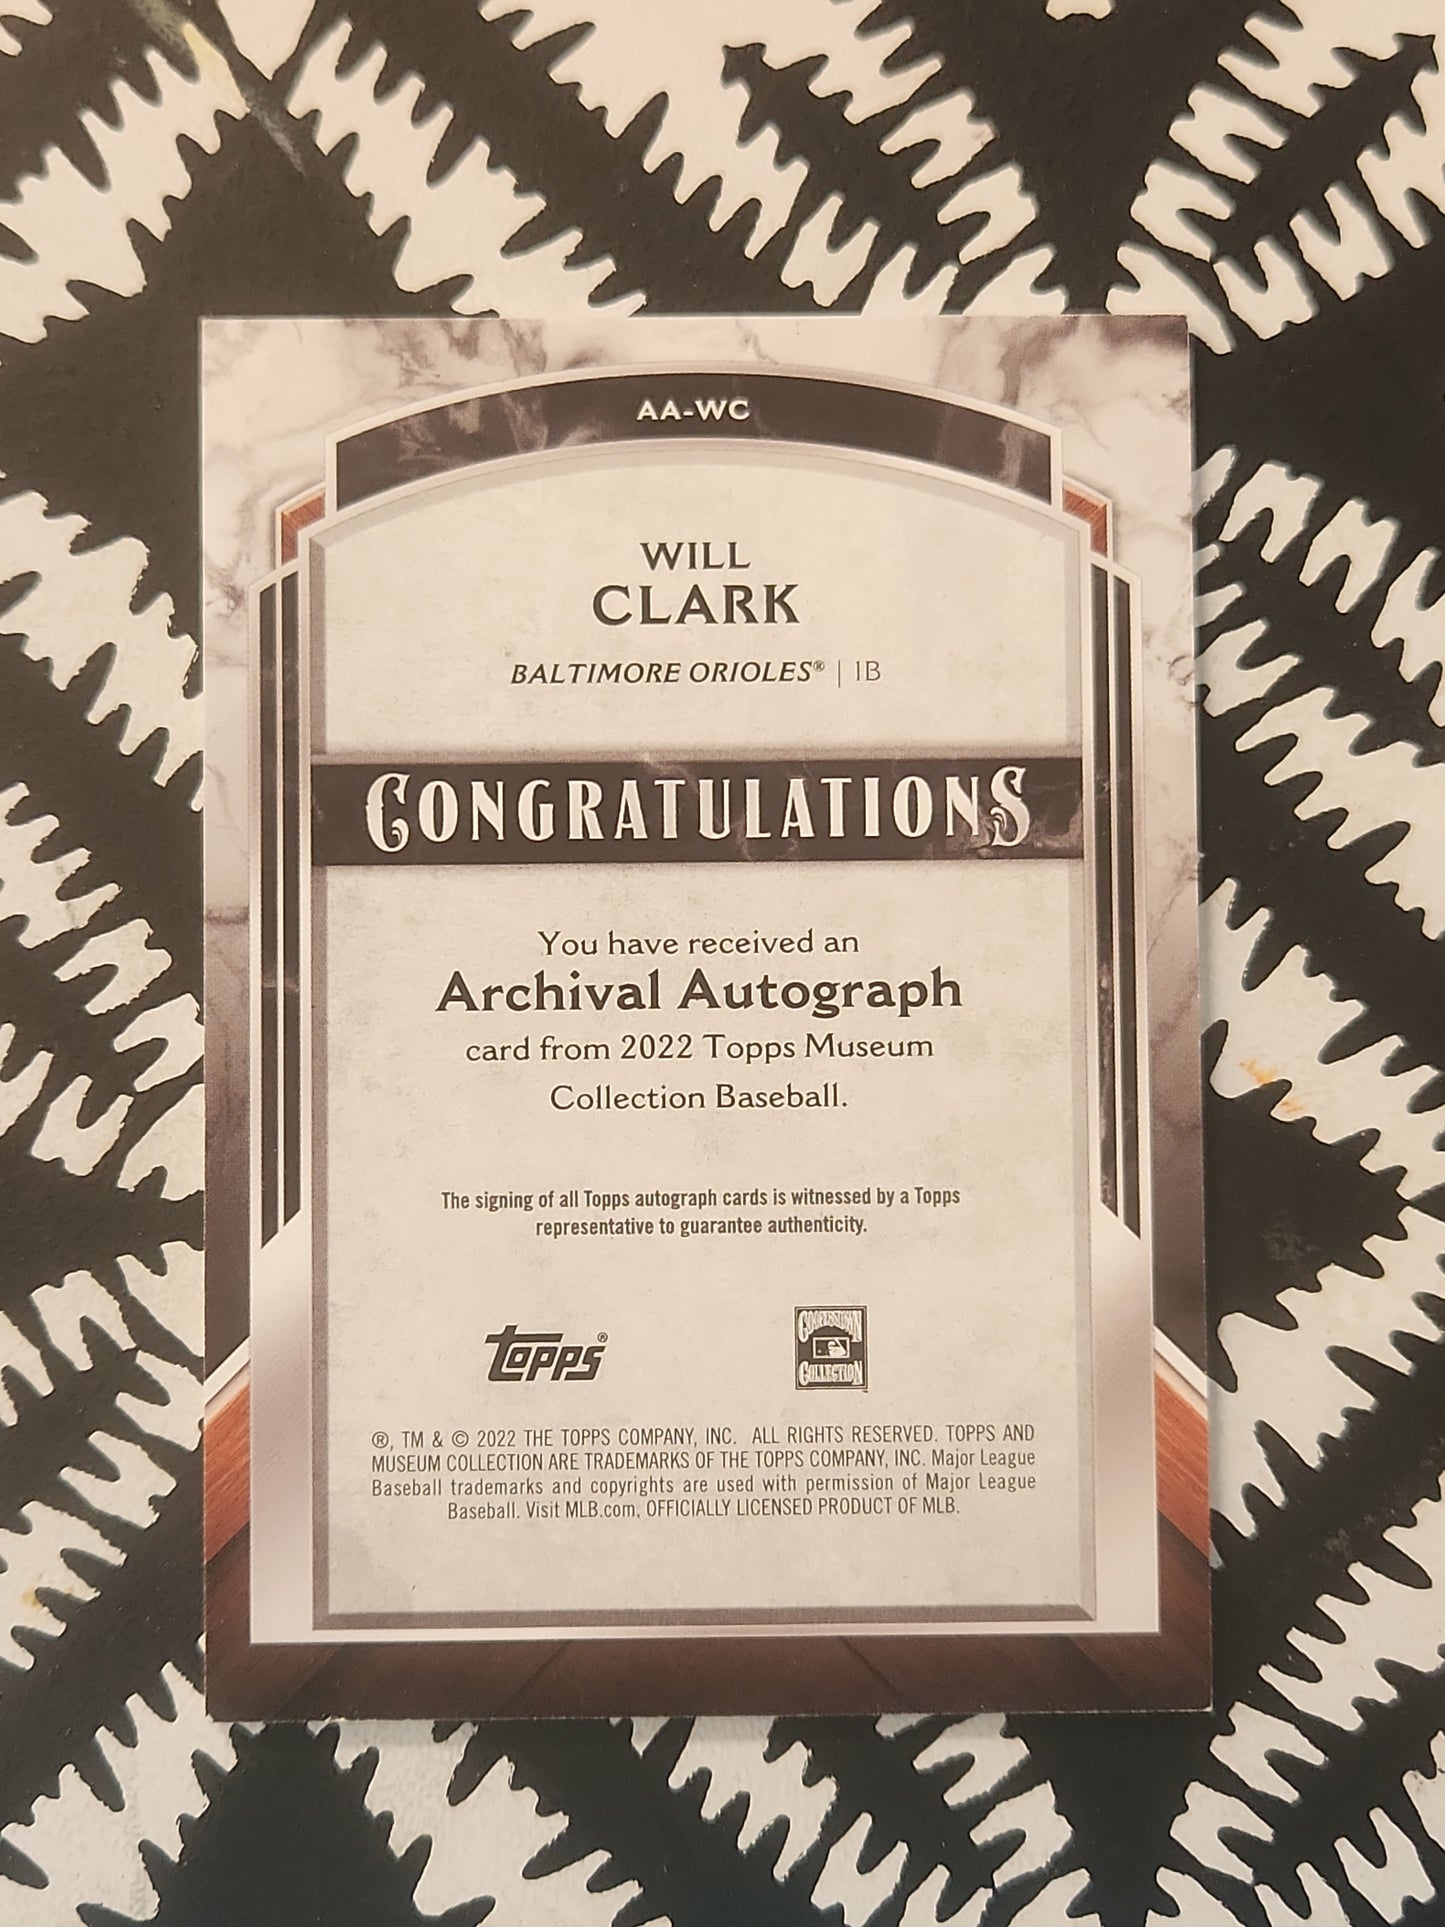 AA-WC
WILL
CLARK
BALTIMORE ORIOLES® | 1B
CONGRATULATIONS
You have received an
Archival Autograph
card from 2022 Topps Museum
Collection Baseball.
The signing of all Topps autograph cards is witnessed by a Topps
representative to guarantee authenticity.
topps®
COOPERSTOWN
COLLECTION
®, TM & © 2022 THE TOPPS COMPANY, INC. ALL RIGHTS RESERVED. TOPPS AND
MUSEUM COLLECTION ARE TRADEMARKS OF THE TOPPS COMPANY, INC. Major League
Baseball trademarks and copyrights are used with permission of Major League
Baseball. Visit MLB.com. OFFICIALLY LICENSED PRODUCT OF MLB.